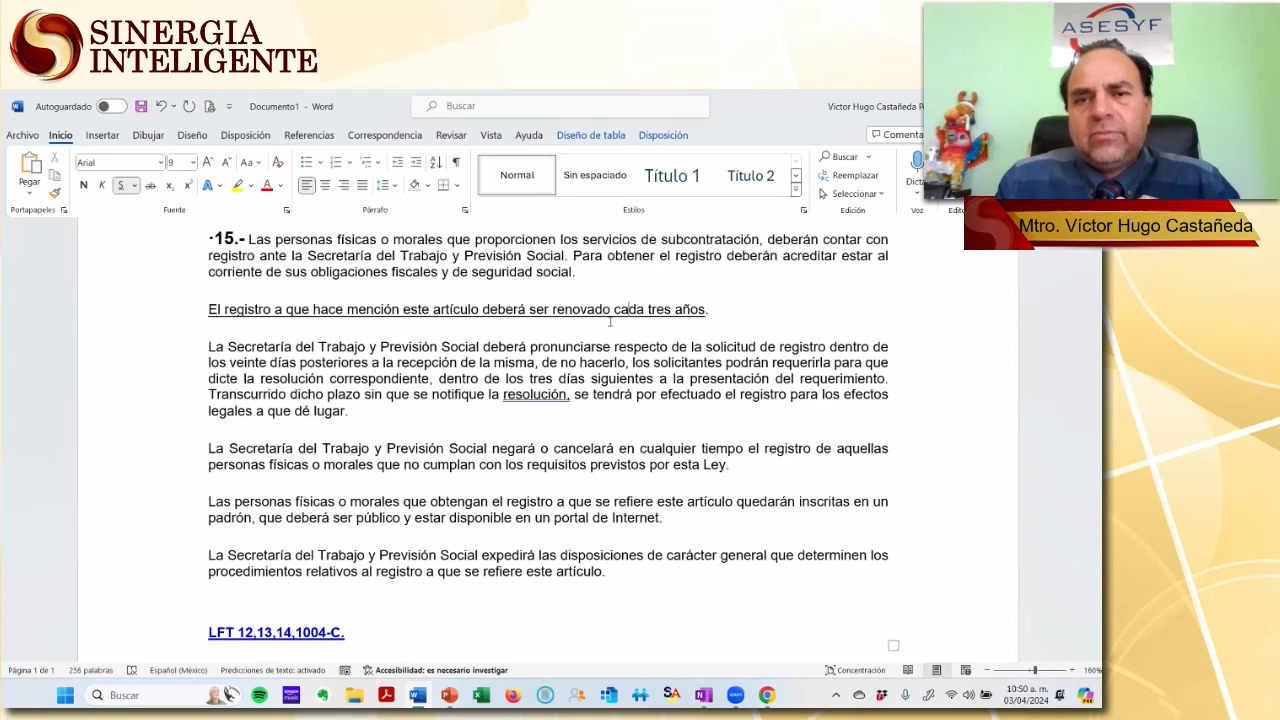 SINERGIA
INTELIGENTE
ASESYF
Mtro. Víctor Hugo Castañeda
Autoguardado
Documento1 - Word
Buscar
Victor Hugo Castañeda P
Archivo Inicio Insertar Dibujar Diseño Disposición Referencias Correspondencia Revisar Vista Ayuda Diseño de tabla Disposición
Comenta
Pegar
Arial 9
Normal Sin espaciado Título 1 Título 2
Buscar
Reemplazar
Seleccionar
Dicta
Portapapeles Fuente Párrafo Estilos Edición Voz
·15.- Las personas físicas o morales que proporcionen los servicios de subcontratación, deberán contar con
registro ante la Secretaría del Trabajo y Previsión Social. Para obtener el registro deberán acreditar estar al
corriente de sus obligaciones fiscales y de seguridad social.
El registro a que hace mención este artículo deberá ser renovado cada tres años.
La Secretaría del Trabajo y Previsión Social deberá pronunciarse respecto de la solicitud de registro dentro de
los veinte días posteriores a la recepción de la misma, de no hacerlo, los solicitantes podrán requerirla para que
dicte la resolución correspondiente, dentro de los tres días siguientes a la presentación del requerimiento.
Transcurrido dicho plazo sin que se notifique la resolución, se tendrá por efectuado el registro para los efectos
legales a que dé lugar.
La Secretaría del Trabajo y Previsión Social negará o cancelará en cualquier tiempo el registro de aquellas
personas físicas o morales que no cumplan con los requisitos previstos por esta Ley.
Las personas físicas o morales que obtengan el registro a que se refiere este artículo quedarán inscritas en un
padrón, que deberá ser público y estar disponible en un portal de Internet.
La Secretaría del Trabajo y Previsión Social expedirá las disposiciones de carácter general que determinen los
procedimientos relativos al registro a que se refiere este artículo.
LFT 12,13,14,1004-C.
Página 1 de 1 256 palabras Español (México) Predicciones de texto: activado Accesibilidad: es necesario investigar Concentración 160%
Buscar
10:50 a. m.
03/04/2024